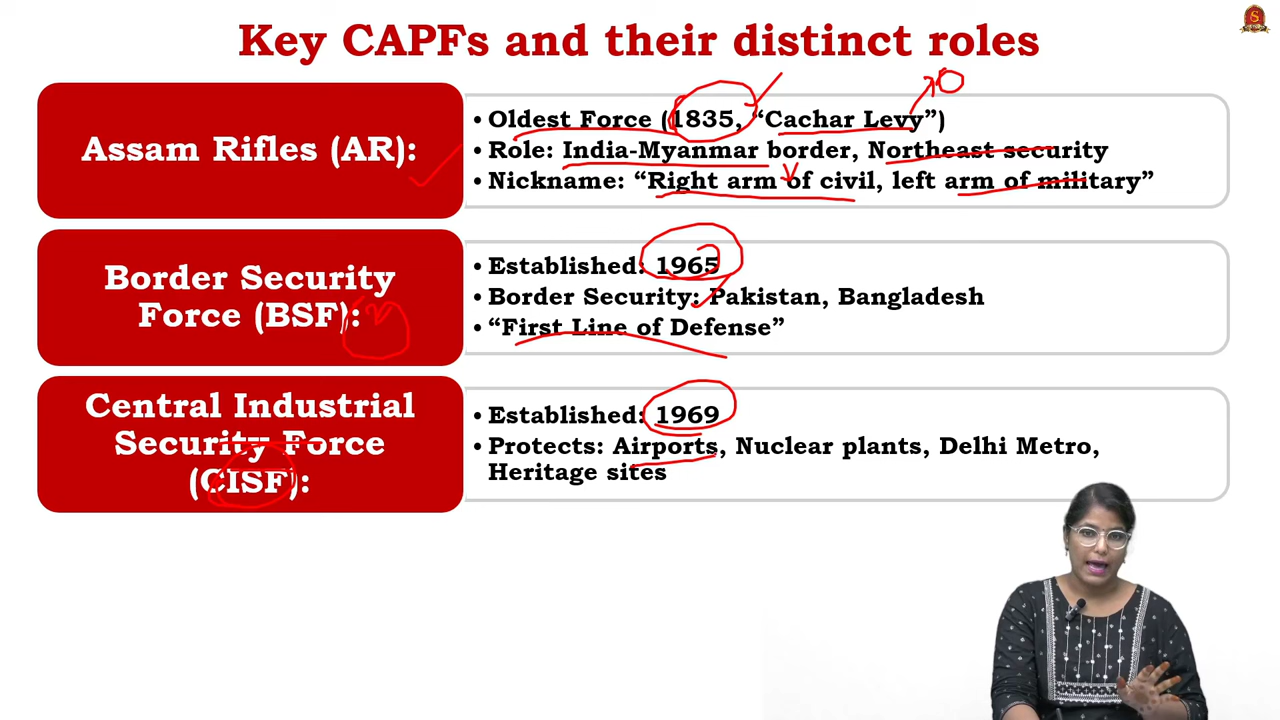 Key CAPFs and their distinct roles
Assam Rifles (AR):
• Oldest Force (1835, “Cachar Levy”)
• Role: India-Myanmar border, Northeast security
• Nickname: “Right arm of civil, left arm of military”
Border Security
Force (BSF):
• Established: 1965
• Border Security: Pakistan, Bangladesh
• “First Line of Defense”
Central Industrial
Security Force
(CISF):
• Established: 1969
• Protects: Airports, Nuclear plants, Delhi Metro,
Heritage sites